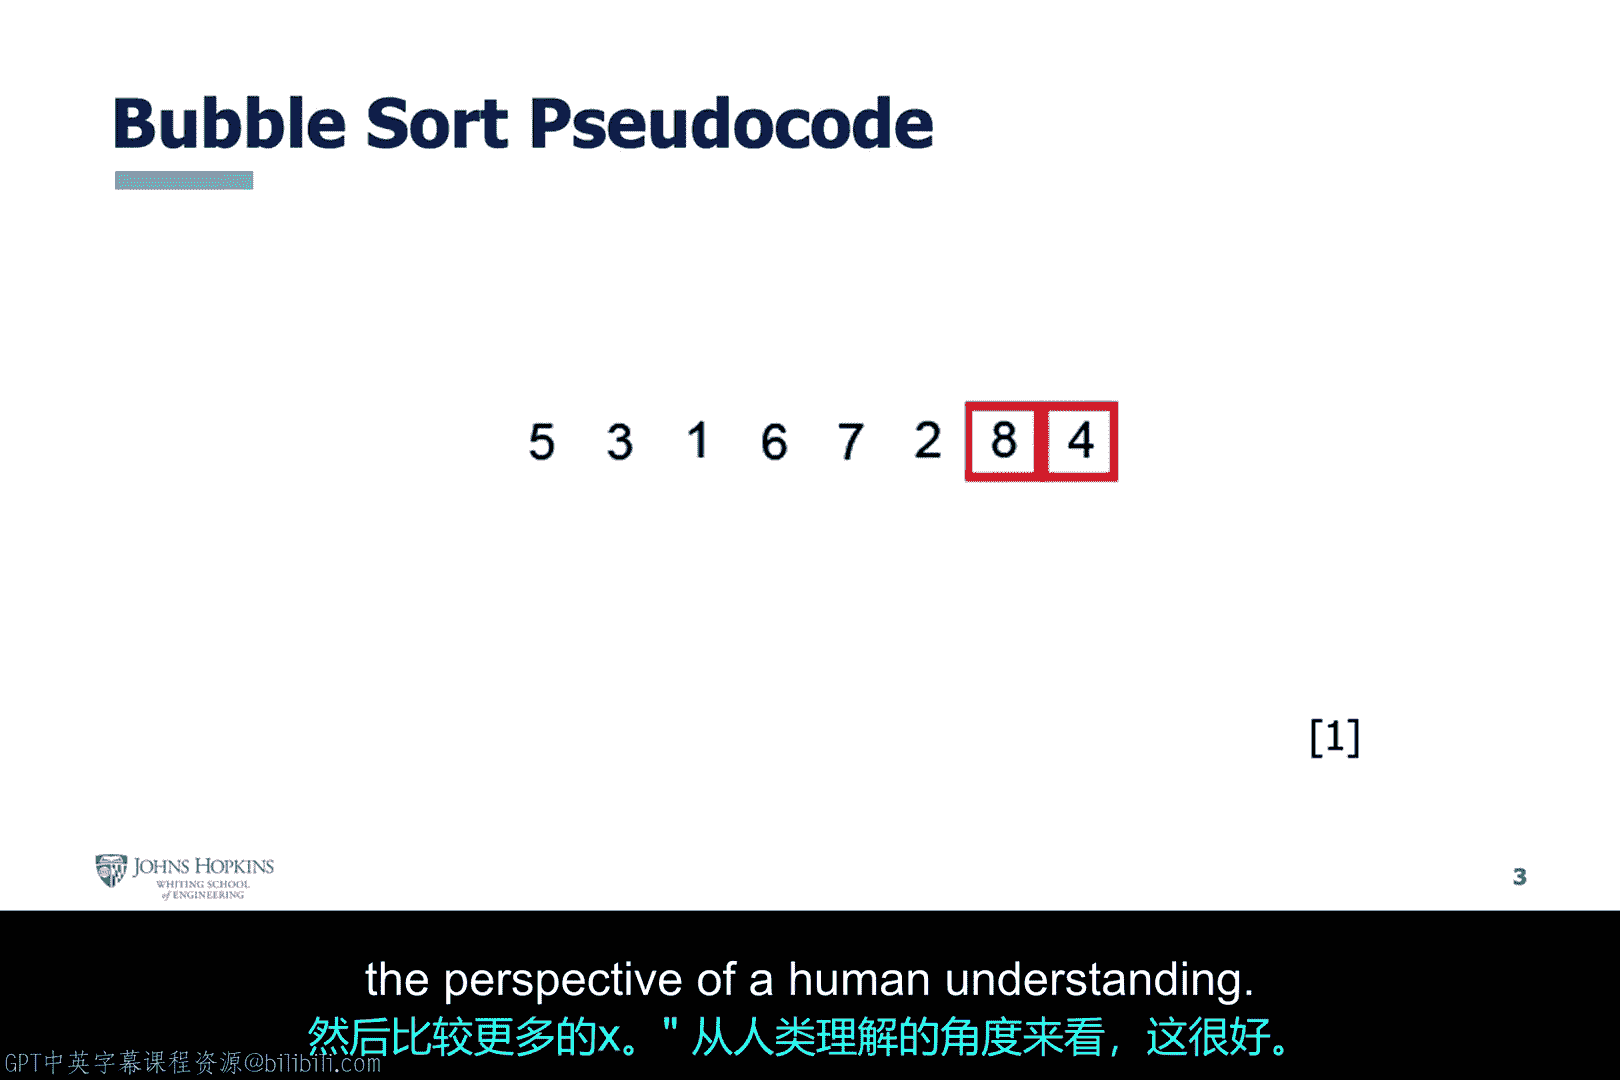 Bubble Sort Pseudocode
5 3 1 6 7 2 8 4
[1]
JOHNS HOPKINS
WHITING SCHOOL
of ENGINEERING
3
the perspective of a human understanding.
然后比较更多的x。" 从人类理解的角度来看，这很好。
GPT中英字幕课程资源@bilibili.com